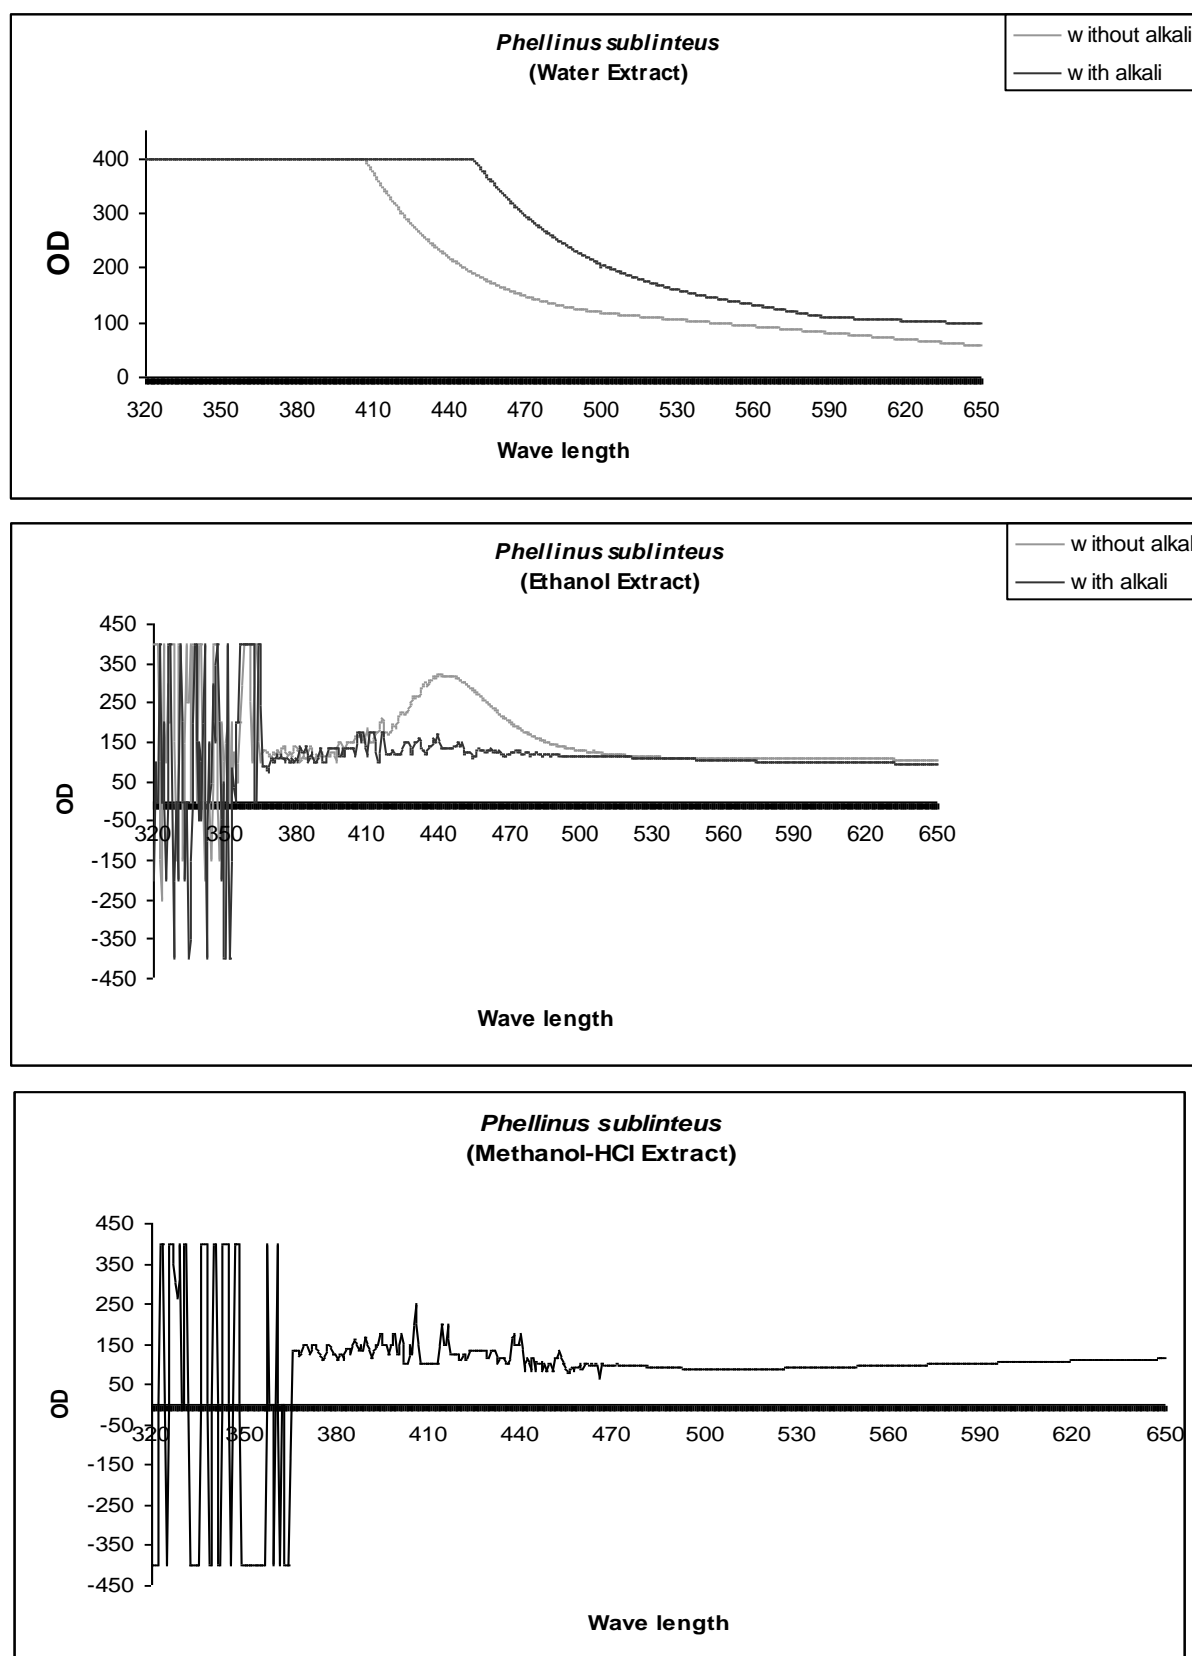 Phellinus sublinteus
(Water Extract)
without alkali
with alkali
OD
400
300
200
100
0
320 350 380 410 440 470 500 530 560 590 620 650
Wave length
Phellinus sublinteus
(Ethanol Extract)
without alkal
with alkali
OD
450
350
250
150
50
-50
-150
-250
-350
-450
320 350 380 410 440 470 500 530 560 590 620 650
Wave length
Phellinus sublinteus
(Methanol-HCl Extract)
OD
450
350
250
150
50
-50
-150
-250
-350
-450
320 350 380 410 440 470 500 530 560 590 620 650
Wave length